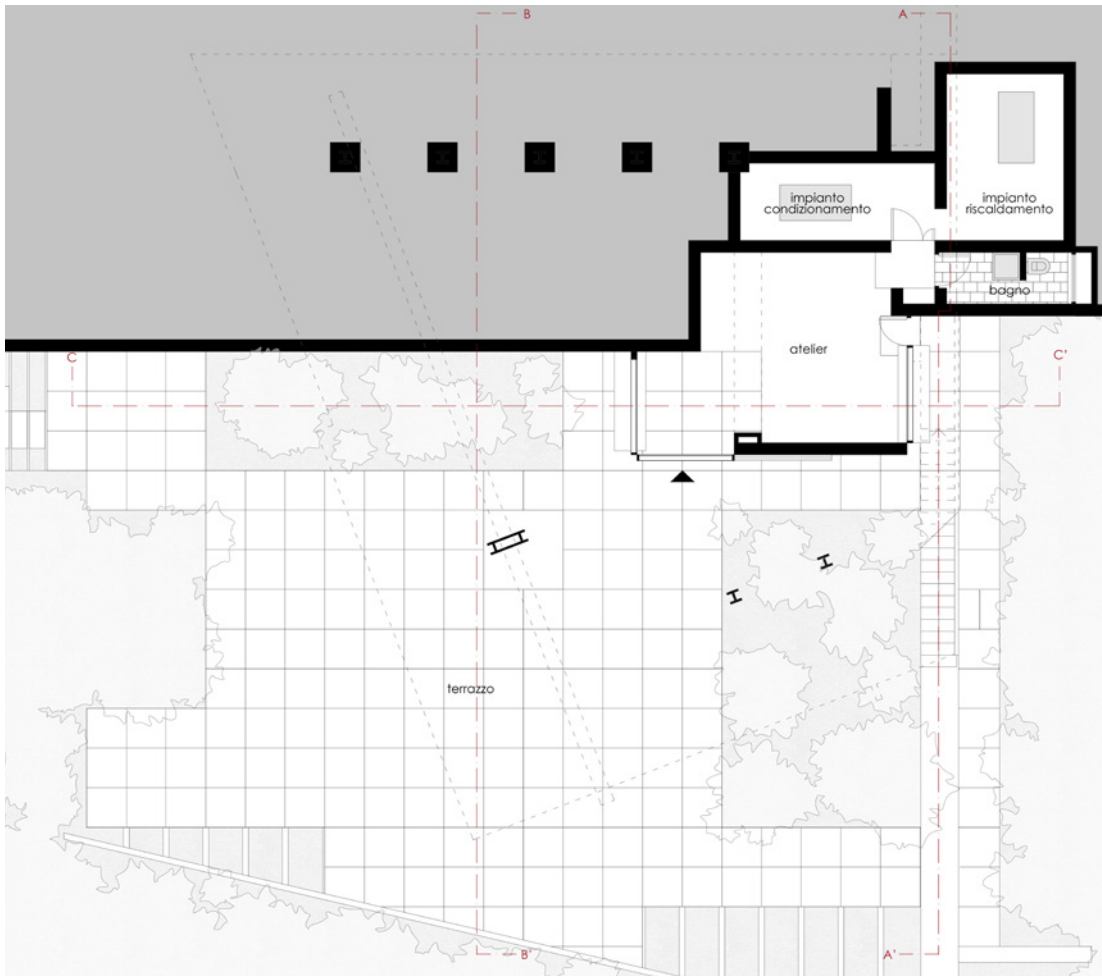 B
A
impianto
condizionamento
impianto
riscaldamento
bagno
atelier
C
C'
terrazzo
B'
A'